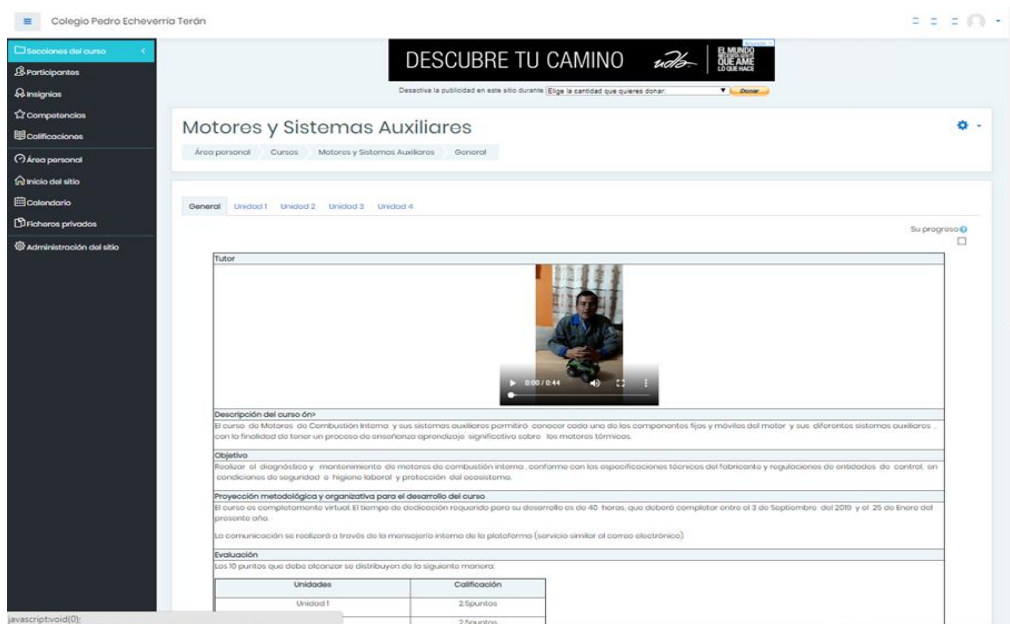 Colegio Pedro Echeverría Terán
Secciones del curso
Participantes
Insignias
Competencias
Calificaciones
Área personal
Inicio del sitio
Calendario
Ficheros privados
Administración del sitio
DESCUBRE TU CAMINO
udla-
EL MUNDO
NECESITA GENTE
QUE AME
LO QUE HACE
Desactive la publicidad en este sitio durante Elige la cantidad que quieres donar: Donar
Motores y Sistemas Auxiliares
Área personal Cursos Motores y Sistemas Auxiliares General
General Unidad 1 Unidad 2 Unidad 3 Unidad 4
Su progreso
Tutor
0:00 / 0:44
Descripción del curso ón>
El curso de Motores de Combustión Interna y sus sistemas auxiliares permitirá conocer cada uno de los componentes fijos y móviles del motor y sus diferentes sistemas auxiliares ,
con la finalidad de tener un proceso de enseñanza aprendizaje significativo sobre los motores térmicos.
Objetivo
Realizar el diagnóstico y mantenimiento de motores de combustión interna , conforme con las especificaciones técnicas del fabricante y regulaciones de entidades de control, en
condiciones de seguridad e higiene laboral y protección del ecosistema.
Proyección metodológica y organizativa para el desarrollo del curso
El curso es completamente virtual. El tiempo de dedicación requerido para su desarrollo es de 40 horas, que deberá completar entre el 3 de Septiembre del 2019 y el 25 de Enero del
presente año.
La comunicación se realizará a través de la mensajería interna de la plataforma (servicio similar al correo electrónico).
Evaluación
Los 10 puntos que debe alcanzar se distribuyen de la siguiente manera:
Unidades Calificación
Unidad 1 2.5puntos
2.5puntos
javascript:void(0);